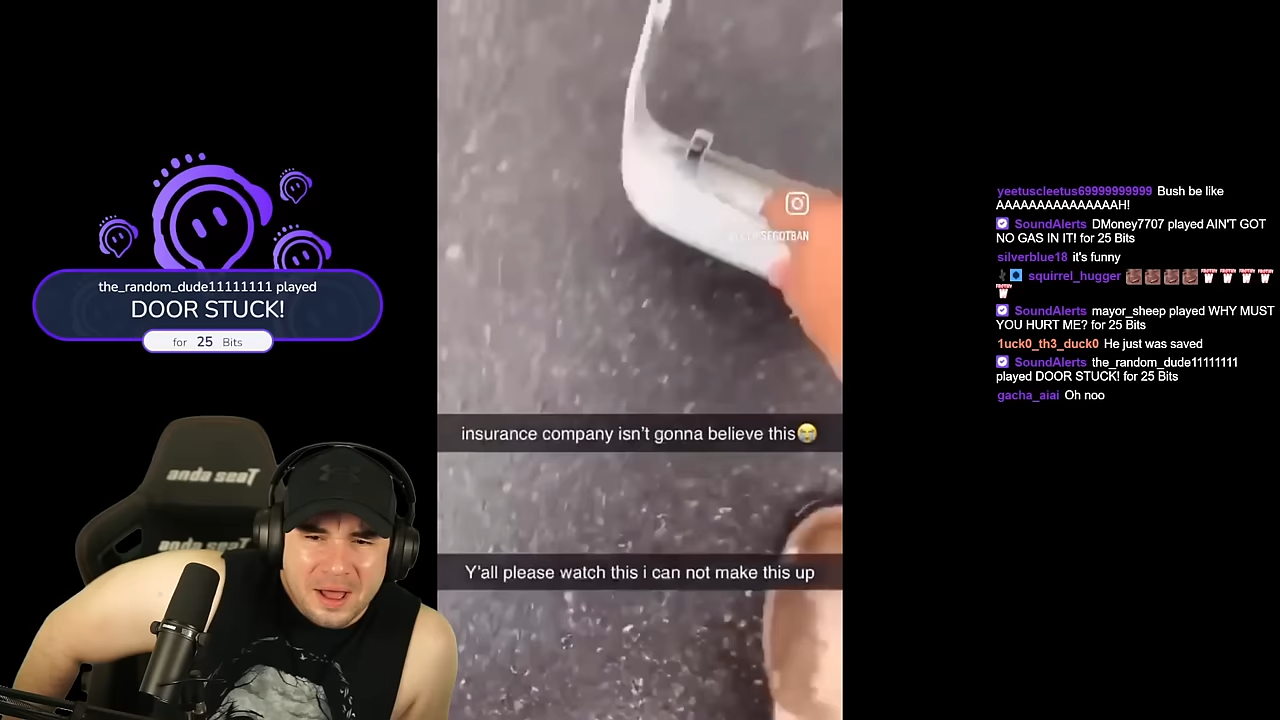 the_random_dude11111111 played
DOOR STUCK!
for 25 Bits
anda seaT
anda seaT
insurance company isn't gonna believe this😭
Y'all please watch this i can not make this up
yeetuscleetus69999999999 Bush be like
AAAAAAAAAAAAAAAH!
SoundAlerts DMoney7707 played AIN'T GOT
NO GAS IN IT! for 25 Bits
silverblue18 it's funny
squirrel_hugger
SoundAlerts mayor_sheep played WHY MUST
YOU HURT ME? for 25 Bits
1uck0_th3_duck0 He just was saved
SoundAlerts the_random_dude11111111
played DOOR STUCK! for 25 Bits
gacha_aiai Oh noo